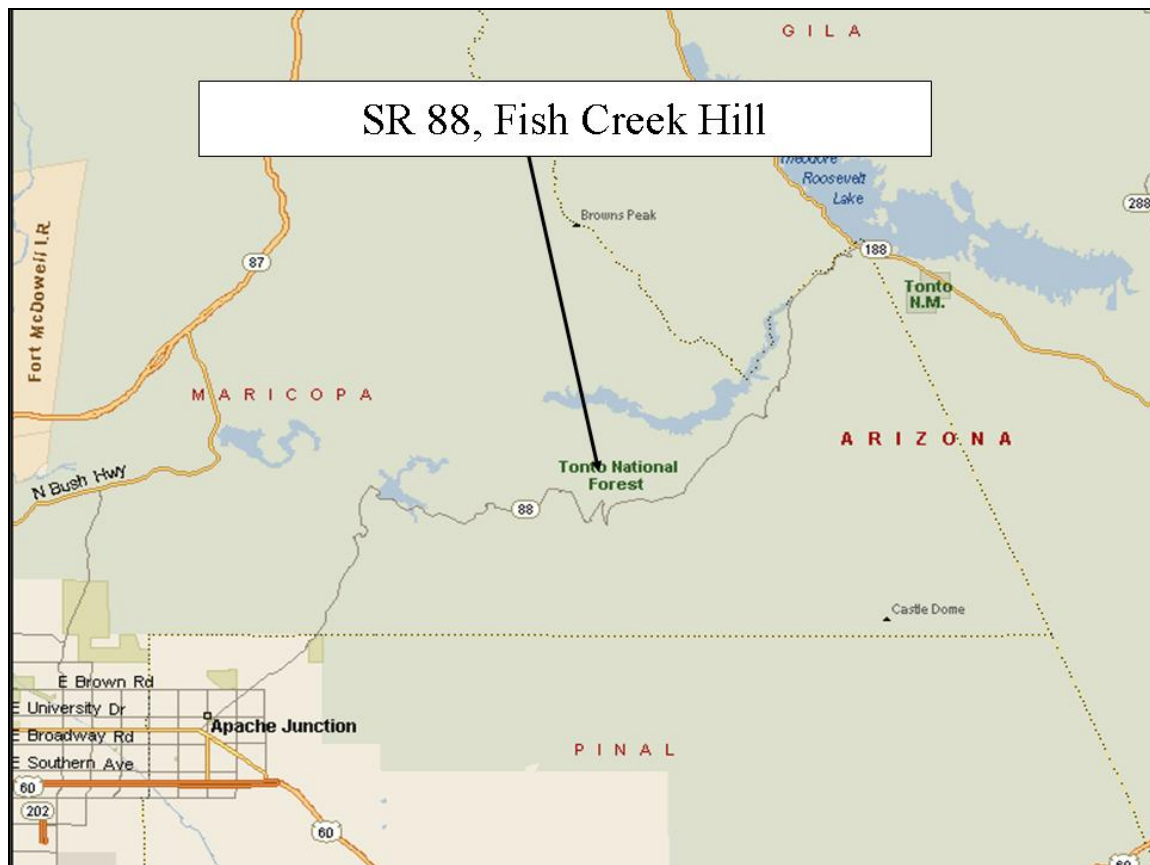 GILA
SR 88, Fish Creek Hill
Theodore
Roosevelt
Lake
288
Browns Peak
Fort McDowell I.R.
87
188
Tonto
N.M.
MARICOPA
ARIZONA
N Bush Hwy
Tonto National
Forest
88
Castle Dome
E Brown Rd
E University Dr
Apache Junction
E Broadway Rd
PINAL
E Southern Ave
60
202
60
60